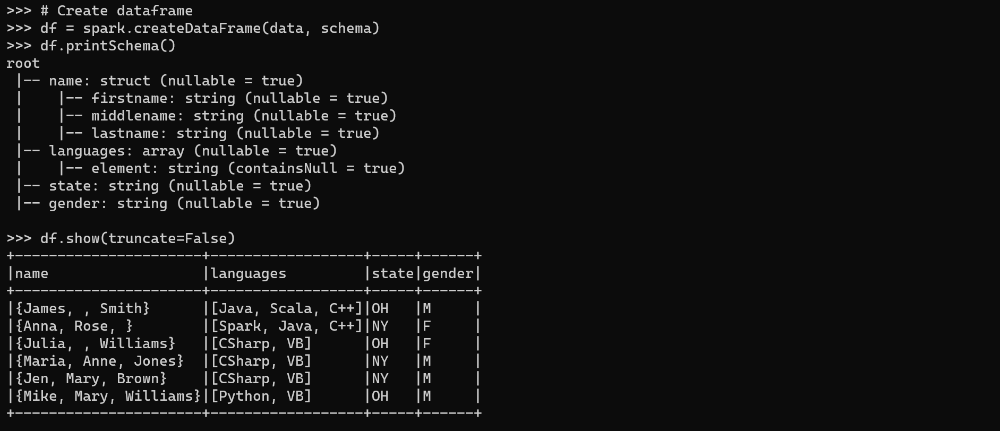 >>> # Create dataframe
>>> df = spark.createDataFrame(data, schema)
>>> df.printSchema()
root
 |-- name: struct (nullable = true)
 |    |-- firstname: string (nullable = true)
 |    |-- middlename: string (nullable = true)
 |    |-- lastname: string (nullable = true)
 |-- languages: array (nullable = true)
 |    |-- element: string (containsNull = true)
 |-- state: string (nullable = true)
 |-- gender: string (nullable = true)

>>> df.show(truncate=False)
+----------------------+------------------+-----+------+
|name                  |languages         |state|gender|
+----------------------+------------------+-----+------+
|{James, , Smith}      |[Java, Scala, C++]|OH   |M     |
|{Anna, Rose, }        |[Spark, Java, C++]|NY   |F     |
|{Julia, , Williams}   |[CSharp, VB]      |OH   |F     |
|{Maria, Anne, Jones}  |[CSharp, VB]      |NY   |M     |
|{Jen, Mary, Brown}    |[CSharp, VB]      |NY   |M     |
|{Mike, Mary, Williams}|[Python, VB]      |OH   |M     |
+----------------------+------------------+-----+------+